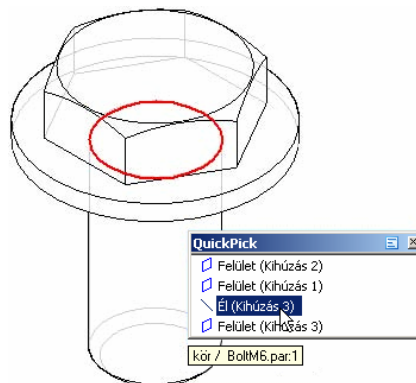 QuickPick
Felület (Kihúzás 2)
Felület (Kihúzás 1)
Él (Kihúzás 3)
Felület (Kihúzás 3)
kör / BoltM6.par:1